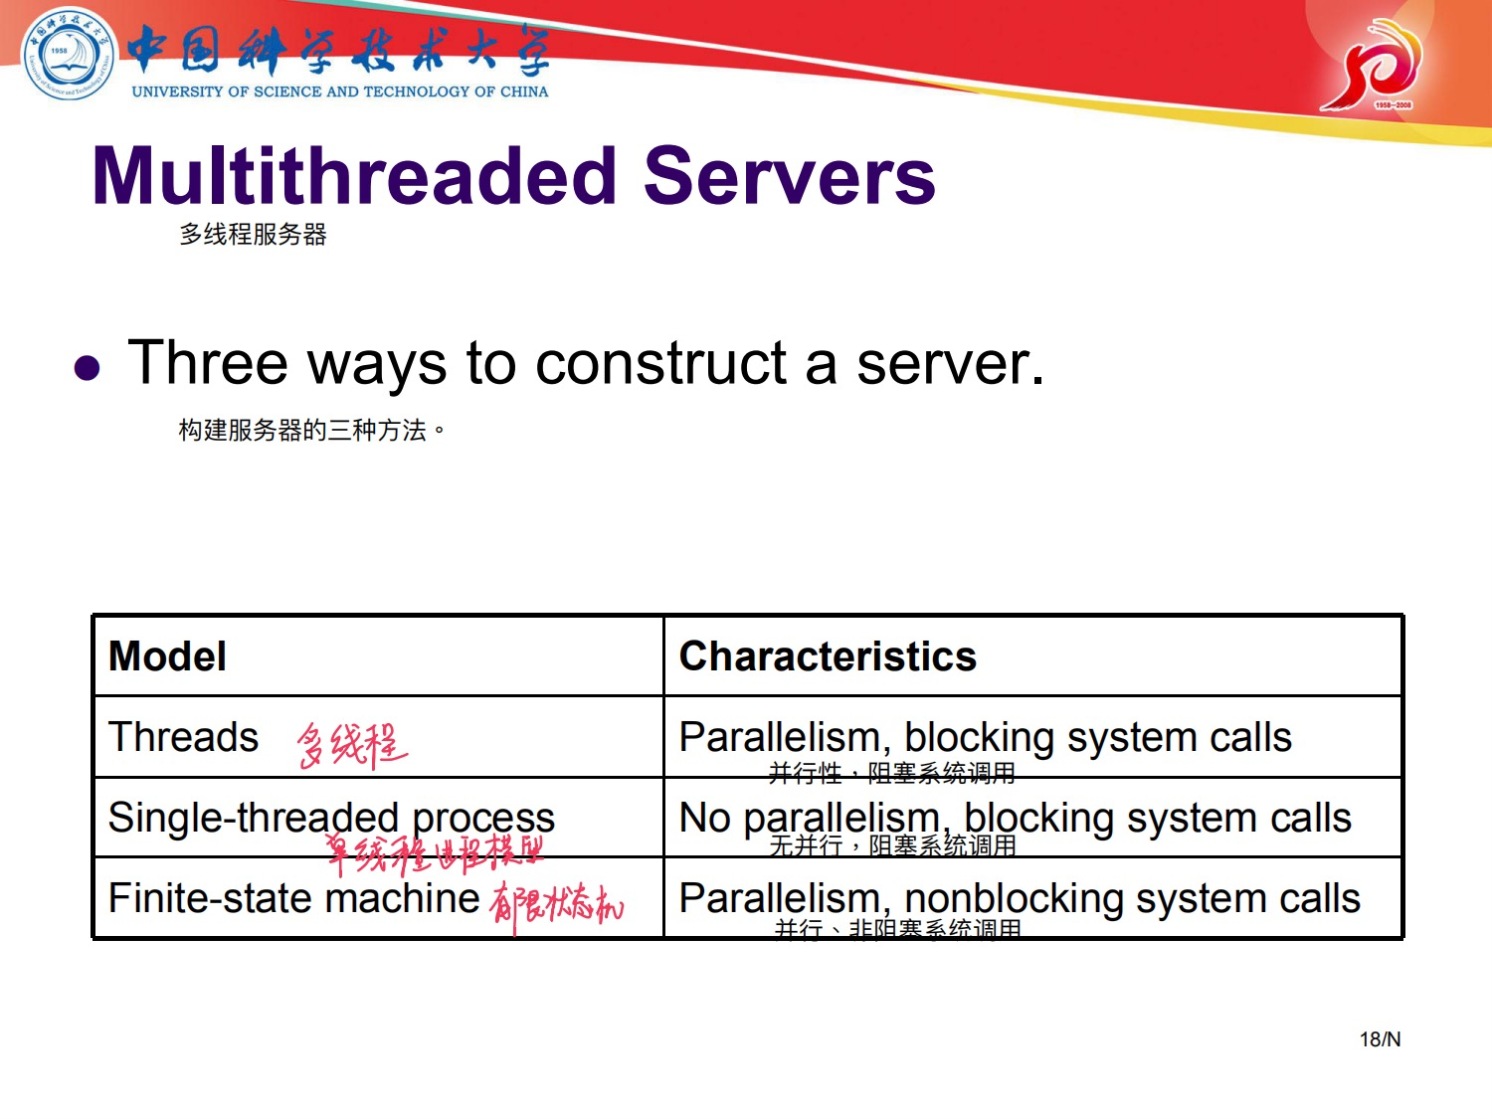 中国科学技术大学
UNIVERSITY OF SCIENCE AND TECHNOLOGY OF CHINA
1958
1958-2008
Multithreaded Servers
多线程服务器
● Three ways to construct a server.
构建服务器的三种方法。
Model Characteristics
Threads 多线程 Parallelism, blocking system calls
并行性，阻塞系统调用
Single-threaded process No parallelism, blocking system calls
单线程进程模型 无并行，阻塞系统调用
Finite-state machine 有限状态机 Parallelism, nonblocking system calls
并行、非阻塞系统调用
18/N